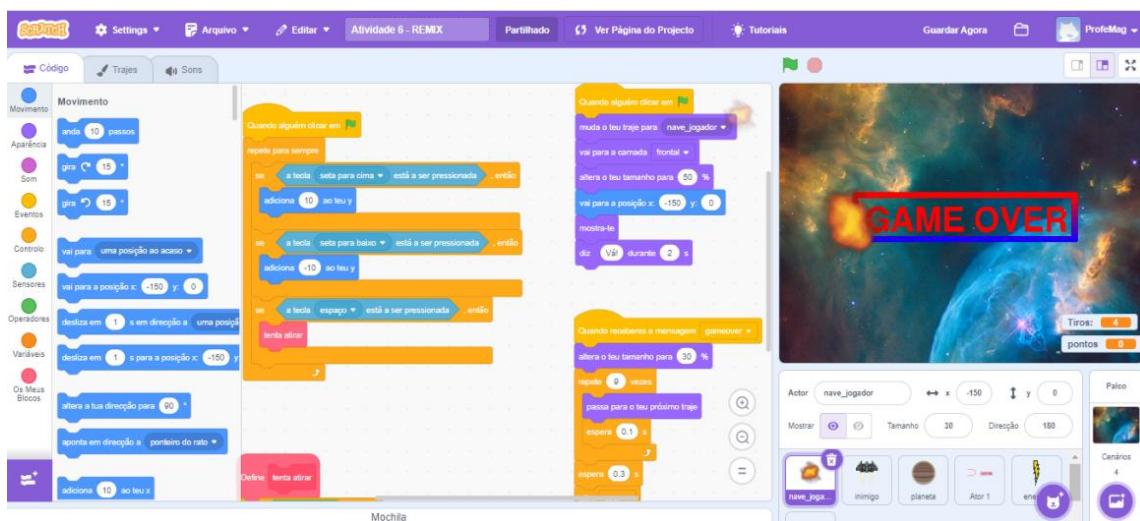 SCRATCH Settings Arquivo Editar Atividade 6 - REMIX Partilhado Ver Página do Projecto Tutoriais Guardar Agora ProfeMag
Código Trajes Sons
Movimento
Aparência
Som
Eventos
Controlo
Sensores
Operadores
Variáveis
Os Meus
Blocos
Movimento
anda 10 passos
gira 15 °
gira 15 °
vai para uma posição ao acaso
vai para a posição x: -150 y: 0
desliza em 1 s em direcção a uma posiçã
desliza em 1 s para a posição x: -150 y
altera a tua direcção para 90 °
aponta em direcção a ponteiro do rato
adiciona 10 ao teu x
Quando alguém clicar em
repete para sempre
se a tecla seta para cima está a ser pressionada , então
adiciona 10 ao teu y
se a tecla seta para baixo está a ser pressionada , então
adiciona -10 ao teu y
se a tecla espaço está a ser pressionada , então
tenta atirar
Define tenta atirar
Quando alguém clicar em
muda o teu traje para nave_jogador
vai para a camada frontal
altera o teu tamanho para 50 %
vai para a posição x: -150 y: 0
mostra-te
diz Vá! durante 2 s
Quando receberes a mensagem gameover
altera o teu tamanho para 30 %
repete 9 vezes
passa para o teu próximo traje
espera 0.1 s
espera 0.3 s
GAME OVER
Tiros: 4
pontos 0
Actor nave_jogador x -150 y 0
Mostrar Tamanho 30 Direcção 180
nave_joga... inimigo planeta Ator 1 ene
Palco
Cenários
4
Mochila